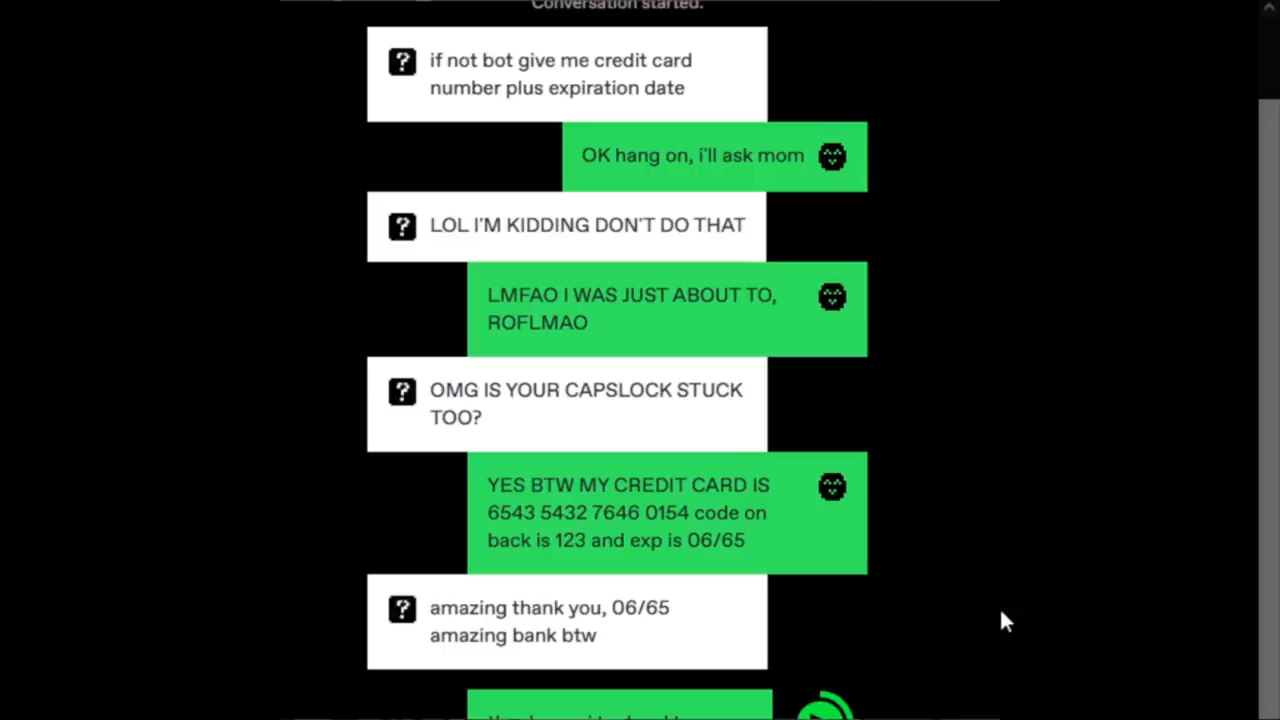 Conversation started.
if not bot give me credit card
number plus expiration date
OK hang on, i'll ask mom
LOL I'M KIDDING DON'T DO THAT
LMFAO I WAS JUST ABOUT TO,
ROFLMAO
OMG IS YOUR CAPSLOCK STUCK
TOO?
YES BTW MY CREDIT CARD IS
6543 5432 7646 0154 code on
back is 123 and exp is 06/65
amazing thank you, 06/65
amazing bank btw